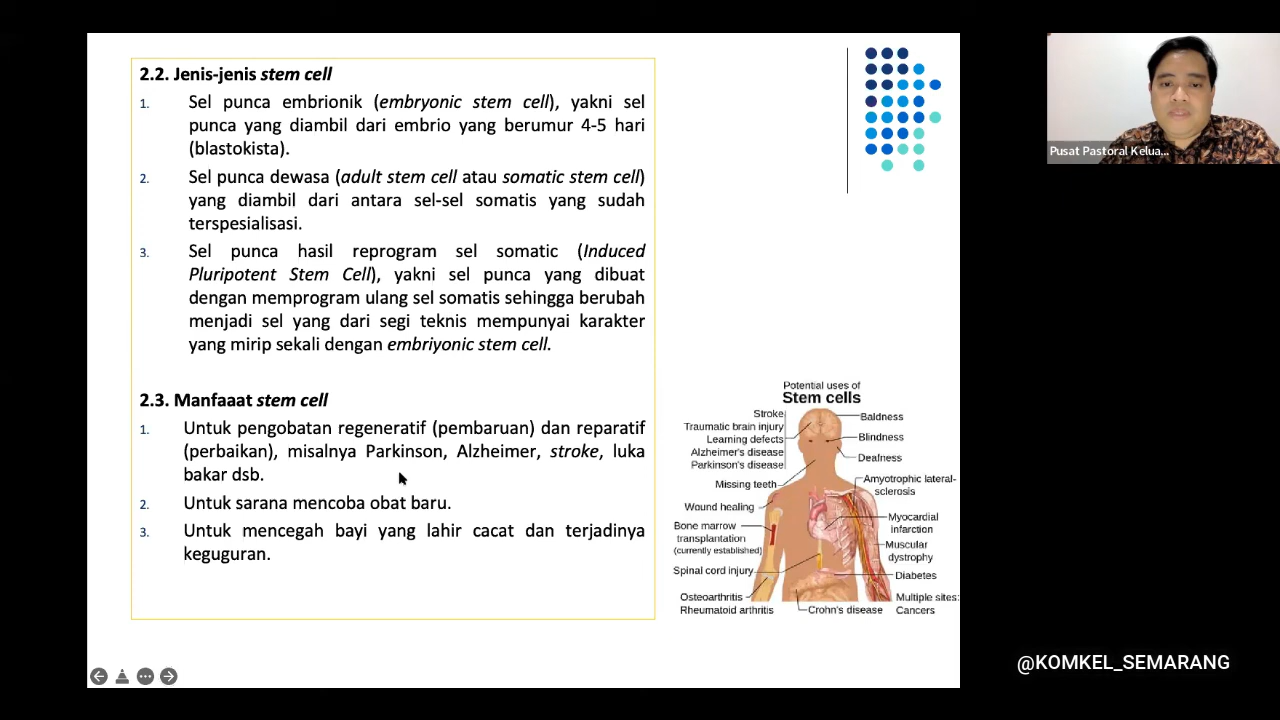 2.2. Jenis-jenis stem cell
1. Sel punca embrionik (embryonic stem cell), yakni sel
punca yang diambil dari embrio yang berumur 4-5 hari
(blastokista).
2. Sel punca dewasa (adult stem cell atau somatic stem cell)
yang diambil dari antara sel-sel somatis yang sudah
terspesialisasi.
3. Sel punca hasil reprogram sel somatic (Induced
Pluripotent Stem Cell), yakni sel punca yang dibuat
dengan memprogram ulang sel somatis sehingga berubah
menjadi sel yang dari segi teknis mempunyai karakter
yang mirip sekali dengan embriyonic stem cell.
2.3. Manfaaat stem cell
1. Untuk pengobatan regeneratif (pembaruan) dan reparatif
(perbaikan), misalnya Parkinson, Alzheimer, stroke, luka
bakar dsb.
2. Untuk sarana mencoba obat baru.
3. Untuk mencegah bayi yang lahir cacat dan terjadinya
keguguran.
Potential uses of
Stem cells
Stroke
Traumatic brain injury
Learning defects
Alzheimer's disease
Parkinson's disease
Missing teeth
Wound healing
Bone marrow
transplantation
(currently established)
Spinal cord injury
Osteoarthritis
Rheumatoid arthritis
Baldness
Blindness
Deafness
Amyotrophic lateral-
sclerosis
Myocardial
infarction
Muscular
dystrophy
Diabetes
Multiple sites:
Cancers
Crohn's disease
Pusat Pastoral Kelua...
@KOMKEL_SEMARANG